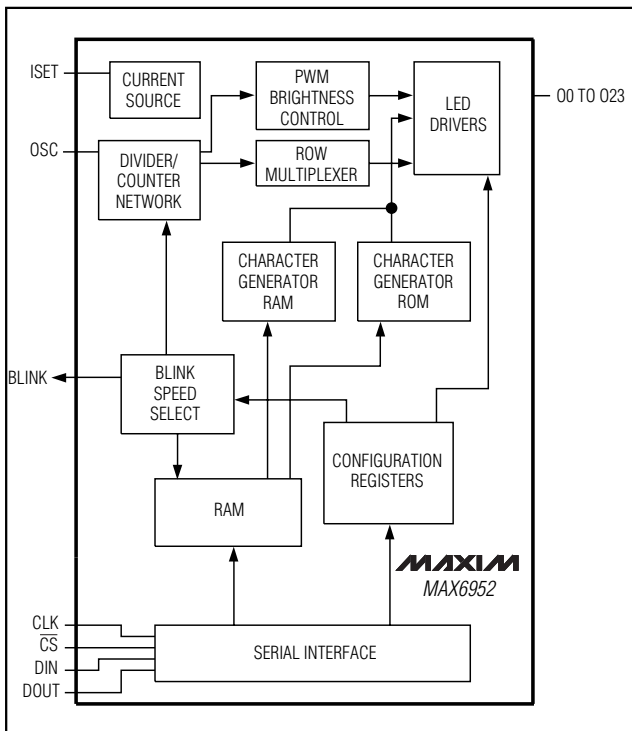 ISET
CURRENT
SOURCE
PWM
BRIGHTNESS
CONTROL
LED
DRIVERS
O0 TO O23
OSC
DIVIDER/
COUNTER
NETWORK
ROW
MULTIPLEXER
CHARACTER
GENERATOR
RAM
CHARACTER
GENERATOR
ROM
BLINK
BLINK
SPEED
SELECT
CONFIGURATION
REGISTERS
RAM
MAXIM
MAX6952
CLK
CS
DIN
DOUT
SERIAL INTERFACE